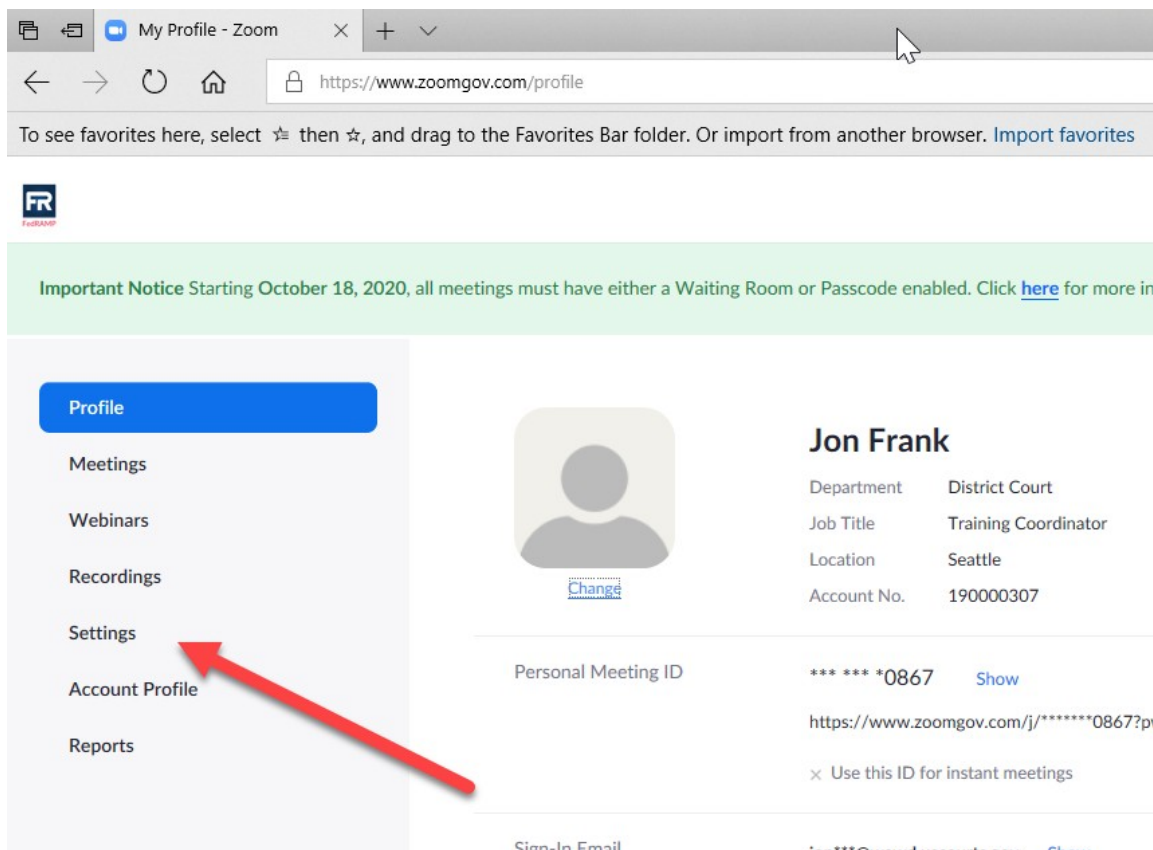 My Profile - Zoom
https://www.zoomgov.com/profile
To see favorites here, select then , and drag to the Favorites Bar folder. Or import from another browser. Import favorites
FR
FedRAMP
Important Notice Starting October 18, 2020, all meetings must have either a Waiting Room or Passcode enabled. Click here for more in
Profile
Meetings
Webinars
Recordings
Settings
Account Profile
Reports
Change
Jon Frank
Department District Court
Job Title Training Coordinator
Location Seattle
Account No. 190000307
Personal Meeting ID *** *** *0867 Show
https://www.zoomgov.com/j/*******0867?p
× Use this ID for instant meetings
Sign-In Email Show